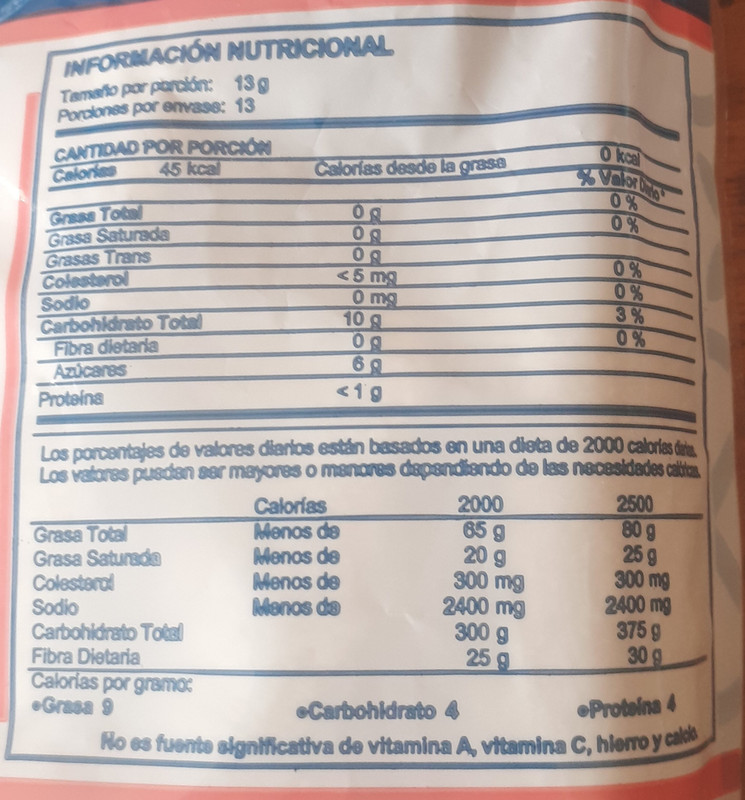 INFORMACIÓN NUTRICIONAL
Tamaño por porción: 13 g
Porciones por envase: 13
CANTIDAD POR PORCIÓN
Calorías 45 kcal Calorías desde la grasa 0 kcal
% Valor Diario*
Grasa Total 0 g 0 %
Grasa Saturada 0 g 0 %
Grasas Trans 0 g
Colesterol <5 mg 0 %
Sodio 0 mg 0 %
Carbohidrato Total 10 g 3 %
Fibra dietaria 0 g 0 %
Azúcares 6 g
Proteína <1 g
Los porcentajes de valores diarios están basados en una dieta de 2000 calorías diarias.
Los valores puedan ser mayores o menores dependiendo de las necesidades calóricas.
Calorías 2000 2500
Grasa Total Menos de 65 g 80 g
Grasa Saturada Menos de 20 g 25 g
Colesterol Menos de 300 mg 300 mg
Sodio Menos de 2400 mg 2400 mg
Carbohidrato Total 300 g 375 g
Fibra Dietaria 25 g 30 g
Calorías por gramo:
•Grasa 9 •Carbohidrato 4 •Proteína 4
No es fuente significativa de vitamina A, vitamina C, hierro y calcio